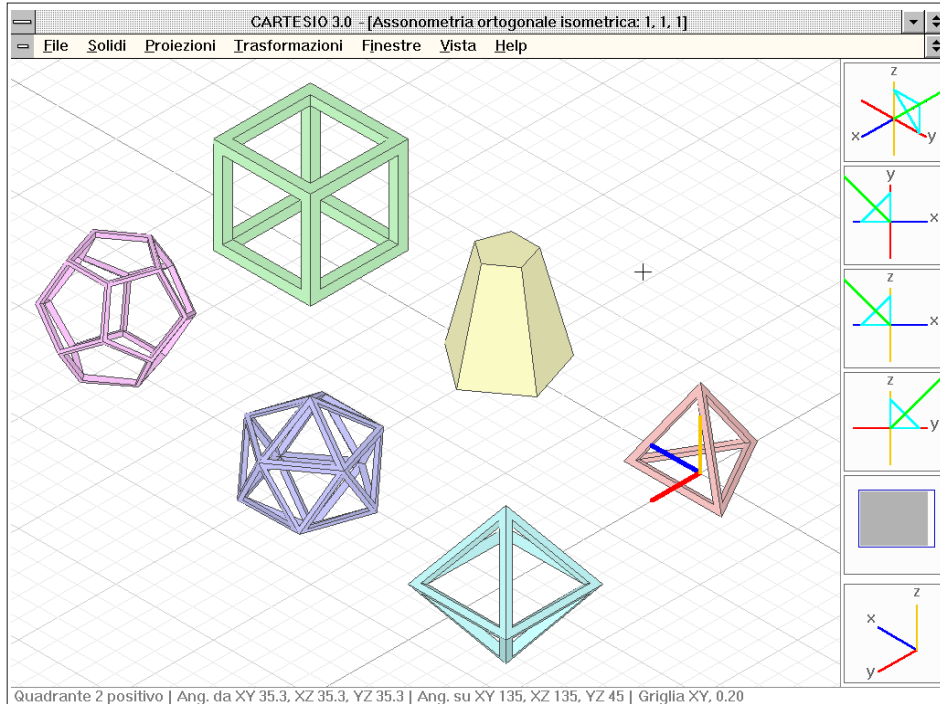 CARTESIO 3.0 - [Assonometria ortogonale isometrica: 1, 1, 1]
File Solidi Proiezioni Trasformazioni Finestre Vista Help
z
x y
y
x
z
x
z
y
z
x
y
Quadrante 2 positivo | Ang. da XY 35.3, XZ 35.3, YZ 35.3 | Ang. su XY 135, XZ 135, YZ 45 | Griglia XY, 0.20